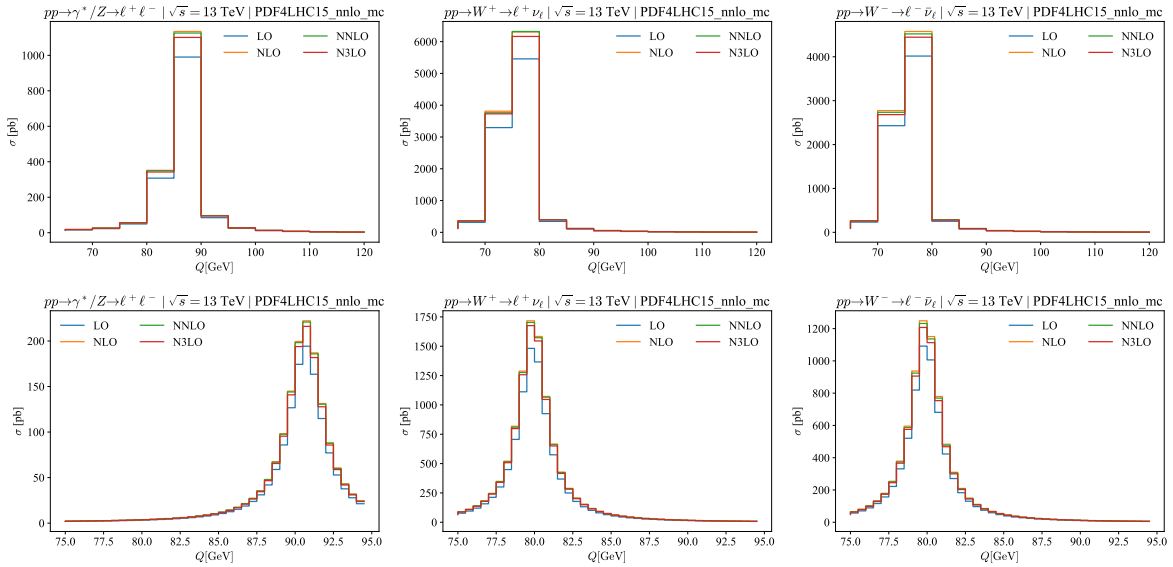 pp→γ*/Z→ℓ⁺ℓ⁻ | √s = 13 TeV | PDF4LHC15_nnlo_mc
LO NNLO
NLO N3LO
σ [pb]
1000
800
600
400
200
0
70 80 90 100 110 120
Q[GeV]
pp→W⁺→ℓ⁺ν_ℓ | √s = 13 TeV | PDF4LHC15_nnlo_mc
LO NNLO
NLO N3LO
σ [pb]
6000
5000
4000
3000
2000
1000
0
70 80 90 100 110 120
Q[GeV]
pp→W⁻→ℓ⁻ν̄_ℓ | √s = 13 TeV | PDF4LHC15_nnlo_mc
LO NNLO
NLO N3LO
σ [pb]
4000
3000
2000
1000
0
70 80 90 100 110 120
Q[GeV]
pp→γ*/Z→ℓ⁺ℓ⁻ | √s = 13 TeV | PDF4LHC15_nnlo_mc
LO NNLO
NLO N3LO
σ [pb]
200
150
100
50
0
75.0 77.5 80.0 82.5 85.0 87.5 90.0 92.5 95.0
Q[GeV]
pp→W⁺→ℓ⁺ν_ℓ | √s = 13 TeV | PDF4LHC15_nnlo_mc
LO NNLO
NLO N3LO
σ [pb]
1750
1500
1250
1000
750
500
250
0
75.0 77.5 80.0 82.5 85.0 87.5 90.0 92.5 95.0
Q[GeV]
pp→W⁻→ℓ⁻ν̄_ℓ | √s = 13 TeV | PDF4LHC15_nnlo_mc
LO NNLO
NLO N3LO
σ [pb]
1200
1000
800
600
400
200
0
75.0 77.5 80.0 82.5 85.0 87.5 90.0 92.5 95.0
Q[GeV]